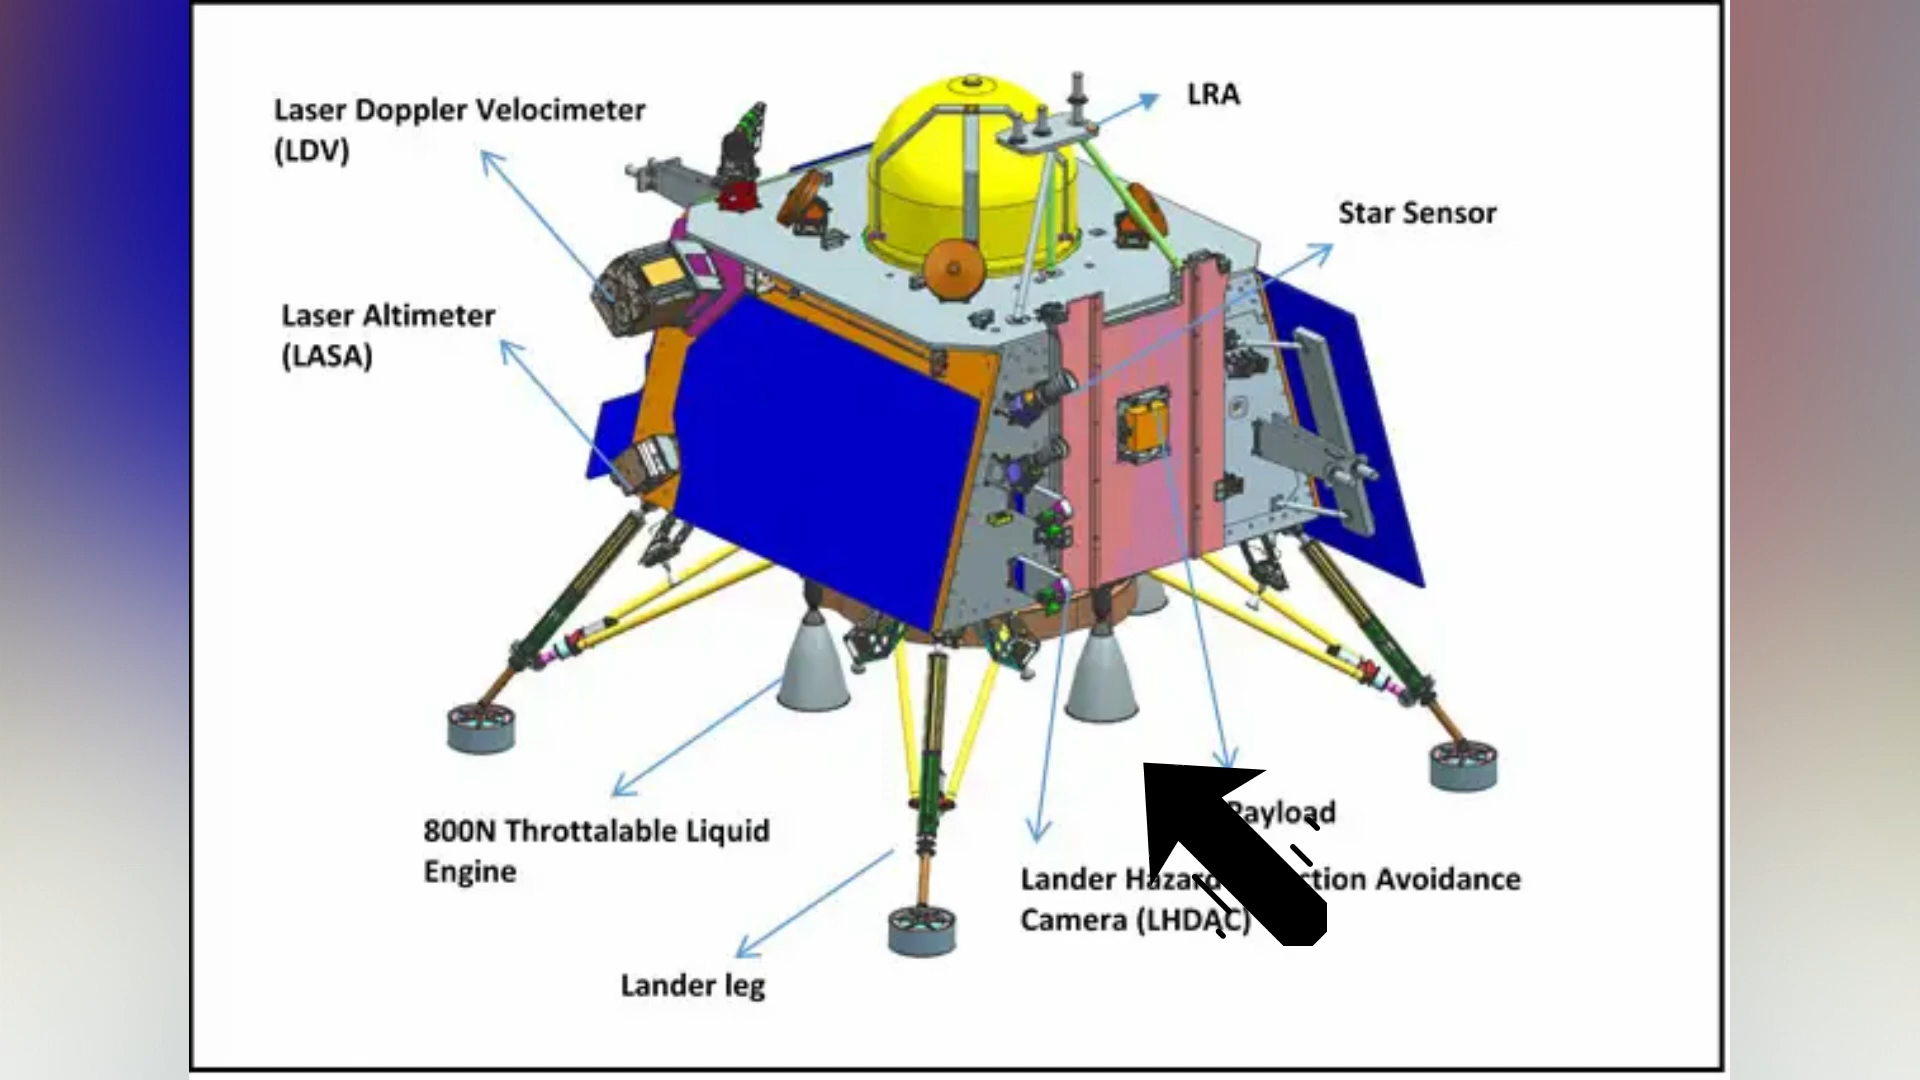 Laser Doppler Velocimeter
(LDV)
LRA
Star Sensor
Laser Altimeter
(LASA)
Payload
800N Throttalable Liquid
Engine
Lander Hazard ction Avoidance
Camera (LHDAC)
Lander leg